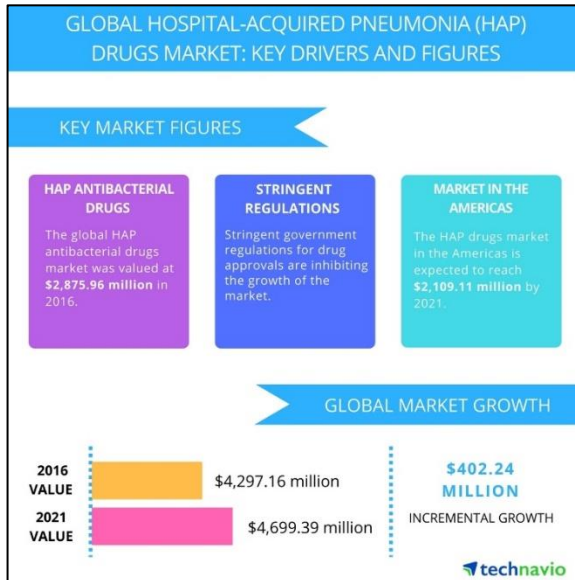 GLOBAL HOSPITAL-ACQUIRED PNEUMONIA (HAP)
DRUGS MARKET: KEY DRIVERS AND FIGURES
KEY MARKET FIGURES
HAP ANTIBACTERIAL
DRUGS
The global HAP
antibacterial drugs
market was valued at
$2,875.96 million in
2016.
STRINGENT
REGULATIONS
Stringent government
regulations for drug
approvals are inhibiting
the growth of the
market.
MARKET IN THE
AMERICAS
The HAP drugs market
in the Americas is
expected to reach
$2,109.11 million by
2021.
GLOBAL MARKET GROWTH
2016
VALUE
$4,297.16 million
2021
VALUE
$4,699.39 million
$402.24
MILLION
INCREMENTAL GROWTH
technavio